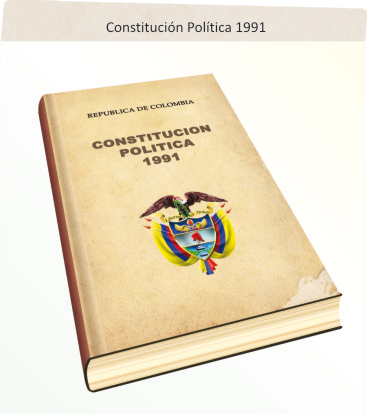 Constitución Política 1991
REPUBLICA DE COLOMBIA
CONSTITUCION
POLITICA
1991